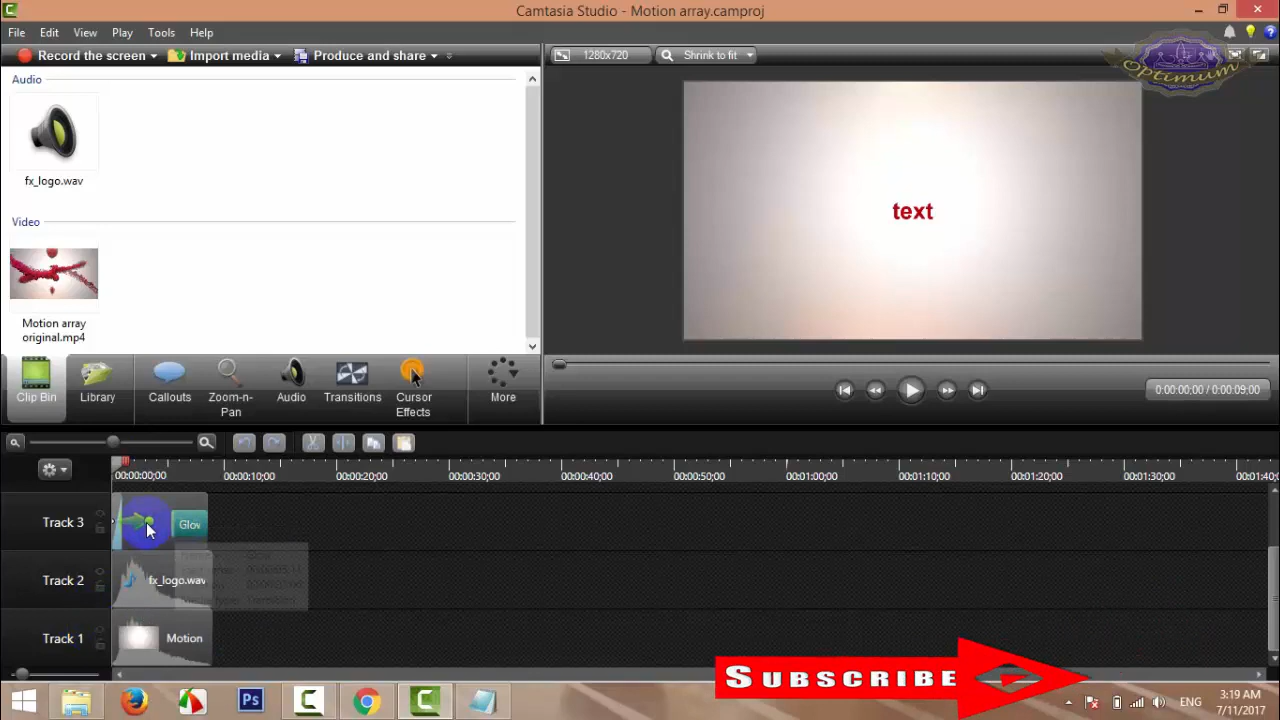 Camtasia Studio - Motion array.camproj
File Edit View Play Tools Help
Record the screen Import media Produce and share
1280x720 Shrink to fit
Optimum
Audio
fx_logo.wav
Video
Motion array
original.mp4
text
Clip Bin Library Callouts Zoom-n-Pan Audio Transitions Cursor Effects More
0:00:00;00 / 0:00:09;00
00:00:00;00 00:00:10;00 00:00:20;00 00:00:30;00 00:00:40;00 00:00:50;00 00:01:00;00 00:01:10;00 00:01:20;00 00:01:30;00 00:01:40;0
Track 3 Glov
Track 2 fx_logo.wav
Track 1 Motion
SUBSCRIBE
Ps
ENG
3:19 AM
7/11/2017